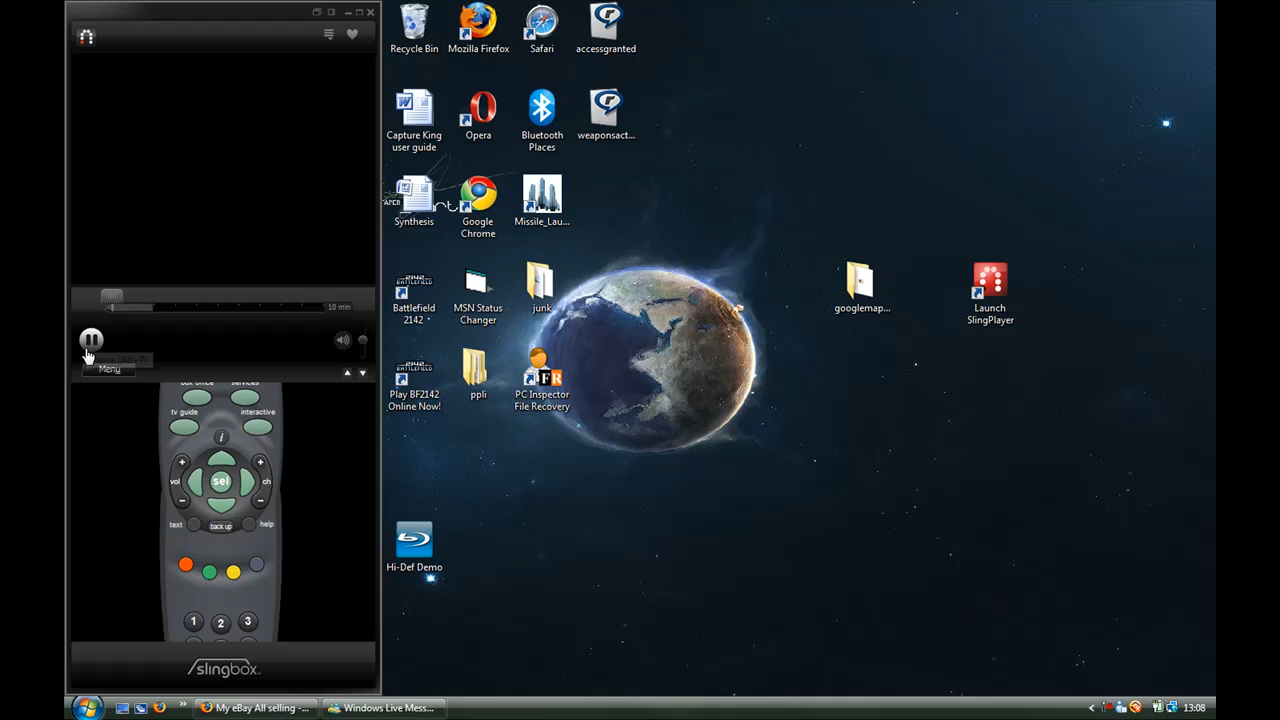 10 min
Menu
box office services
tv guide interactive
i
+ +
vol sel ch
- -
text back up help
1 2 3
slingbox
Recycle Bin
Mozilla Firefox
Safari
accessgranted
Capture King
user guide
Opera
Bluetooth
Places
weaponsact...
Synthesis
Google
Chrome
Missile_Lau...
Battlefield
2142
MSN Status
Changer
junk
googlemap...
Launch
SlingPlayer
Play BF2142
Online Now!
ppli
PC Inspector
File Recovery
Hi-Def Demo
My eBay All selling -...
Windows Live Mess...
13:08